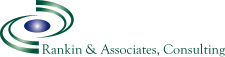 Rankin & Associates, Consulting